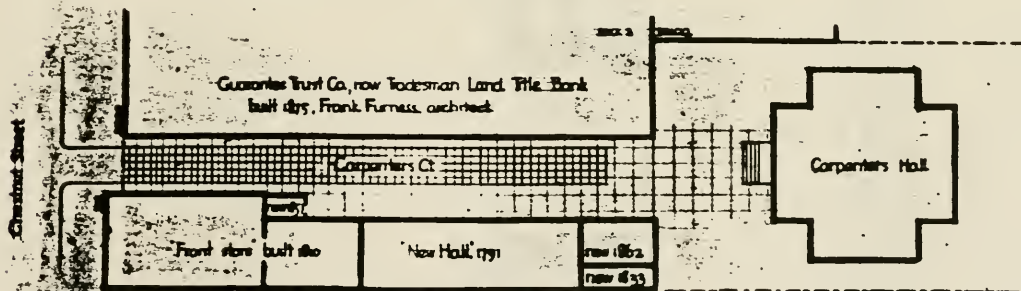 Guarantee Trust Co., now Tradesman Land Title Bank
built 1875, Frank Furness, architect
Chestnut Street
Carpenters Ct.
Carpenters Hall
"Front store" built 1810
"New Hall," 1791
new 1862
new 1833